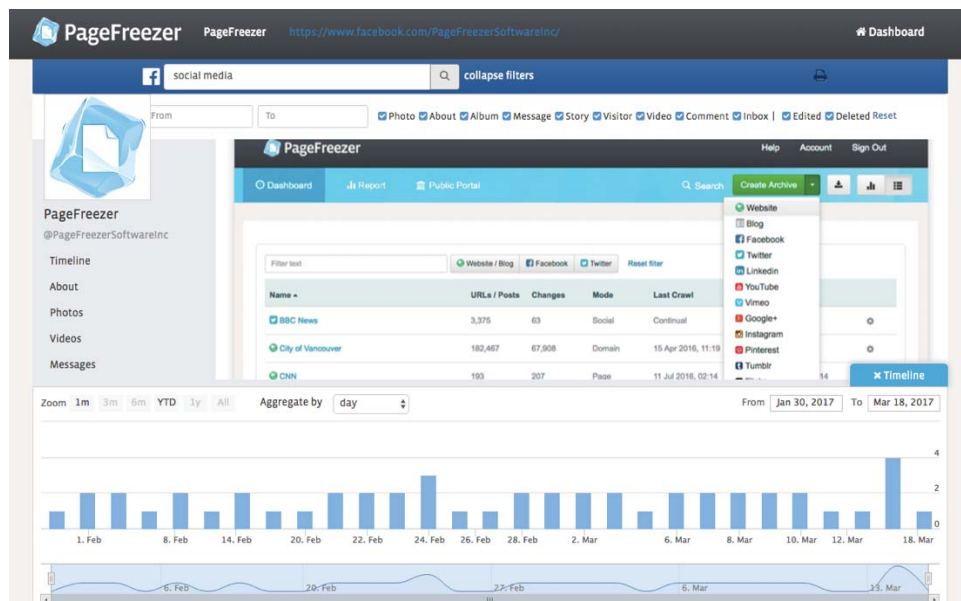 PageFreezer PageFreezer https://www.facebook.com/PageFreezerSoftwareInc/ Dashboard
social media collapse filters
From To Photo About Album Message Story Visitor Video Comment Inbox | Edited Deleted Reset
PageFreezer Help Account Sign Out
Dashboard Report Public Portal Search Create Archive
Website
Blog
Facebook
Twitter
Linkedin
YouTube
Vimeo
Google+
Instagram
Pinterest
Tumblr
Filter text Website / Blog Facebook Twitter Reset filter
Name URLs / Posts Changes Mode Last Crawl
BBC News 3,375 63 Social Continual
City of Vancouver 182,467 67,908 Domain 15 Apr 2016, 11:19
CNN 193 207 Page 11 Jul 2016, 02:14 14
PageFreezer
@PageFreezerSoftwareInc
Timeline
About
Photos
Videos
Messages
× Timeline
Zoom 1m 3m 6m YTD 1y All Aggregate by day From Jan 30, 2017 To Mar 18, 2017
4
2
0
1. Feb 8. Feb 14. Feb 20. Feb 22. Feb 24. Feb 26. Feb 28. Feb 2. Mar 6. Mar 8. Mar 10. Mar 12. Mar 18. Mar
6. Feb 20. Feb 27. Feb 6. Mar 13. Mar